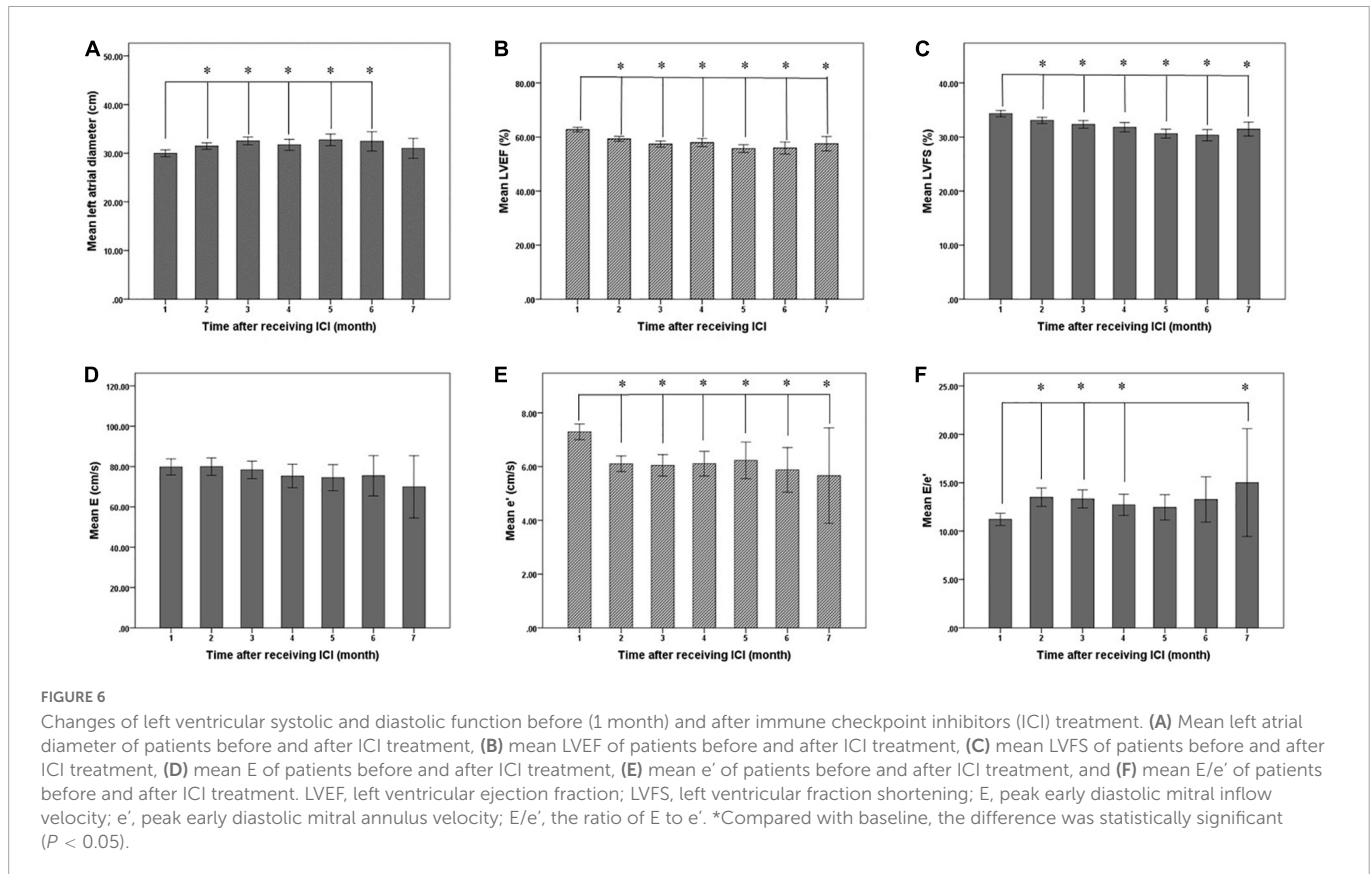 A
50.00
40.00
30.00
20.00
10.00
.00
Mean left atrial diameter (cm)
* * * * *
1 2 3 4 5 6 7
Time after receiving ICI (month)
B
80.00
60.00
40.00
20.00
.00
Mean LVEF (%)
* * * * * *
1 2 3 4 5 6 7
Time after receiving ICI
C
40.00
30.00
20.00
10.00
.00
Mean LVFS (%)
* * * * * *
1 2 3 4 5 6 7
Time after receiving ICI (month)
D
120.00
100.00
80.00
60.00
40.00
20.00
.00
Mean E (cm/s)
1 2 3 4 5 6 7
Time after receiving ICI (month)
E
8.00
6.00
4.00
2.00
.00
Mean e' (cm/s)
* * * * * *
1 2 3 4 5 6 7
Time after receiving ICI (month)
F
25.00
20.00
15.00
10.00
5.00
.00
Mean E/e'
* * * *
1 2 3 4 5 6 7
Time after receiving ICI (month)
FIGURE 6
Changes of left ventricular systolic and diastolic function before (1 month) and after immune checkpoint inhibitors (ICI) treatment. (A) Mean left atrial
diameter of patients before and after ICI treatment, (B) mean LVEF of patients before and after ICI treatment, (C) mean LVFS of patients before and after
ICI treatment, (D) mean E of patients before and after ICI treatment, (E) mean e' of patients before and after ICI treatment, and (F) mean E/e' of patients
before and after ICI treatment. LVEF, left ventricular ejection fraction; LVFS, left ventricular fraction shortening; E, peak early diastolic mitral inflow
velocity; e', peak early diastolic mitral annulus velocity; E/e', the ratio of E to e'. *Compared with baseline, the difference was statistically significant
(P < 0.05).